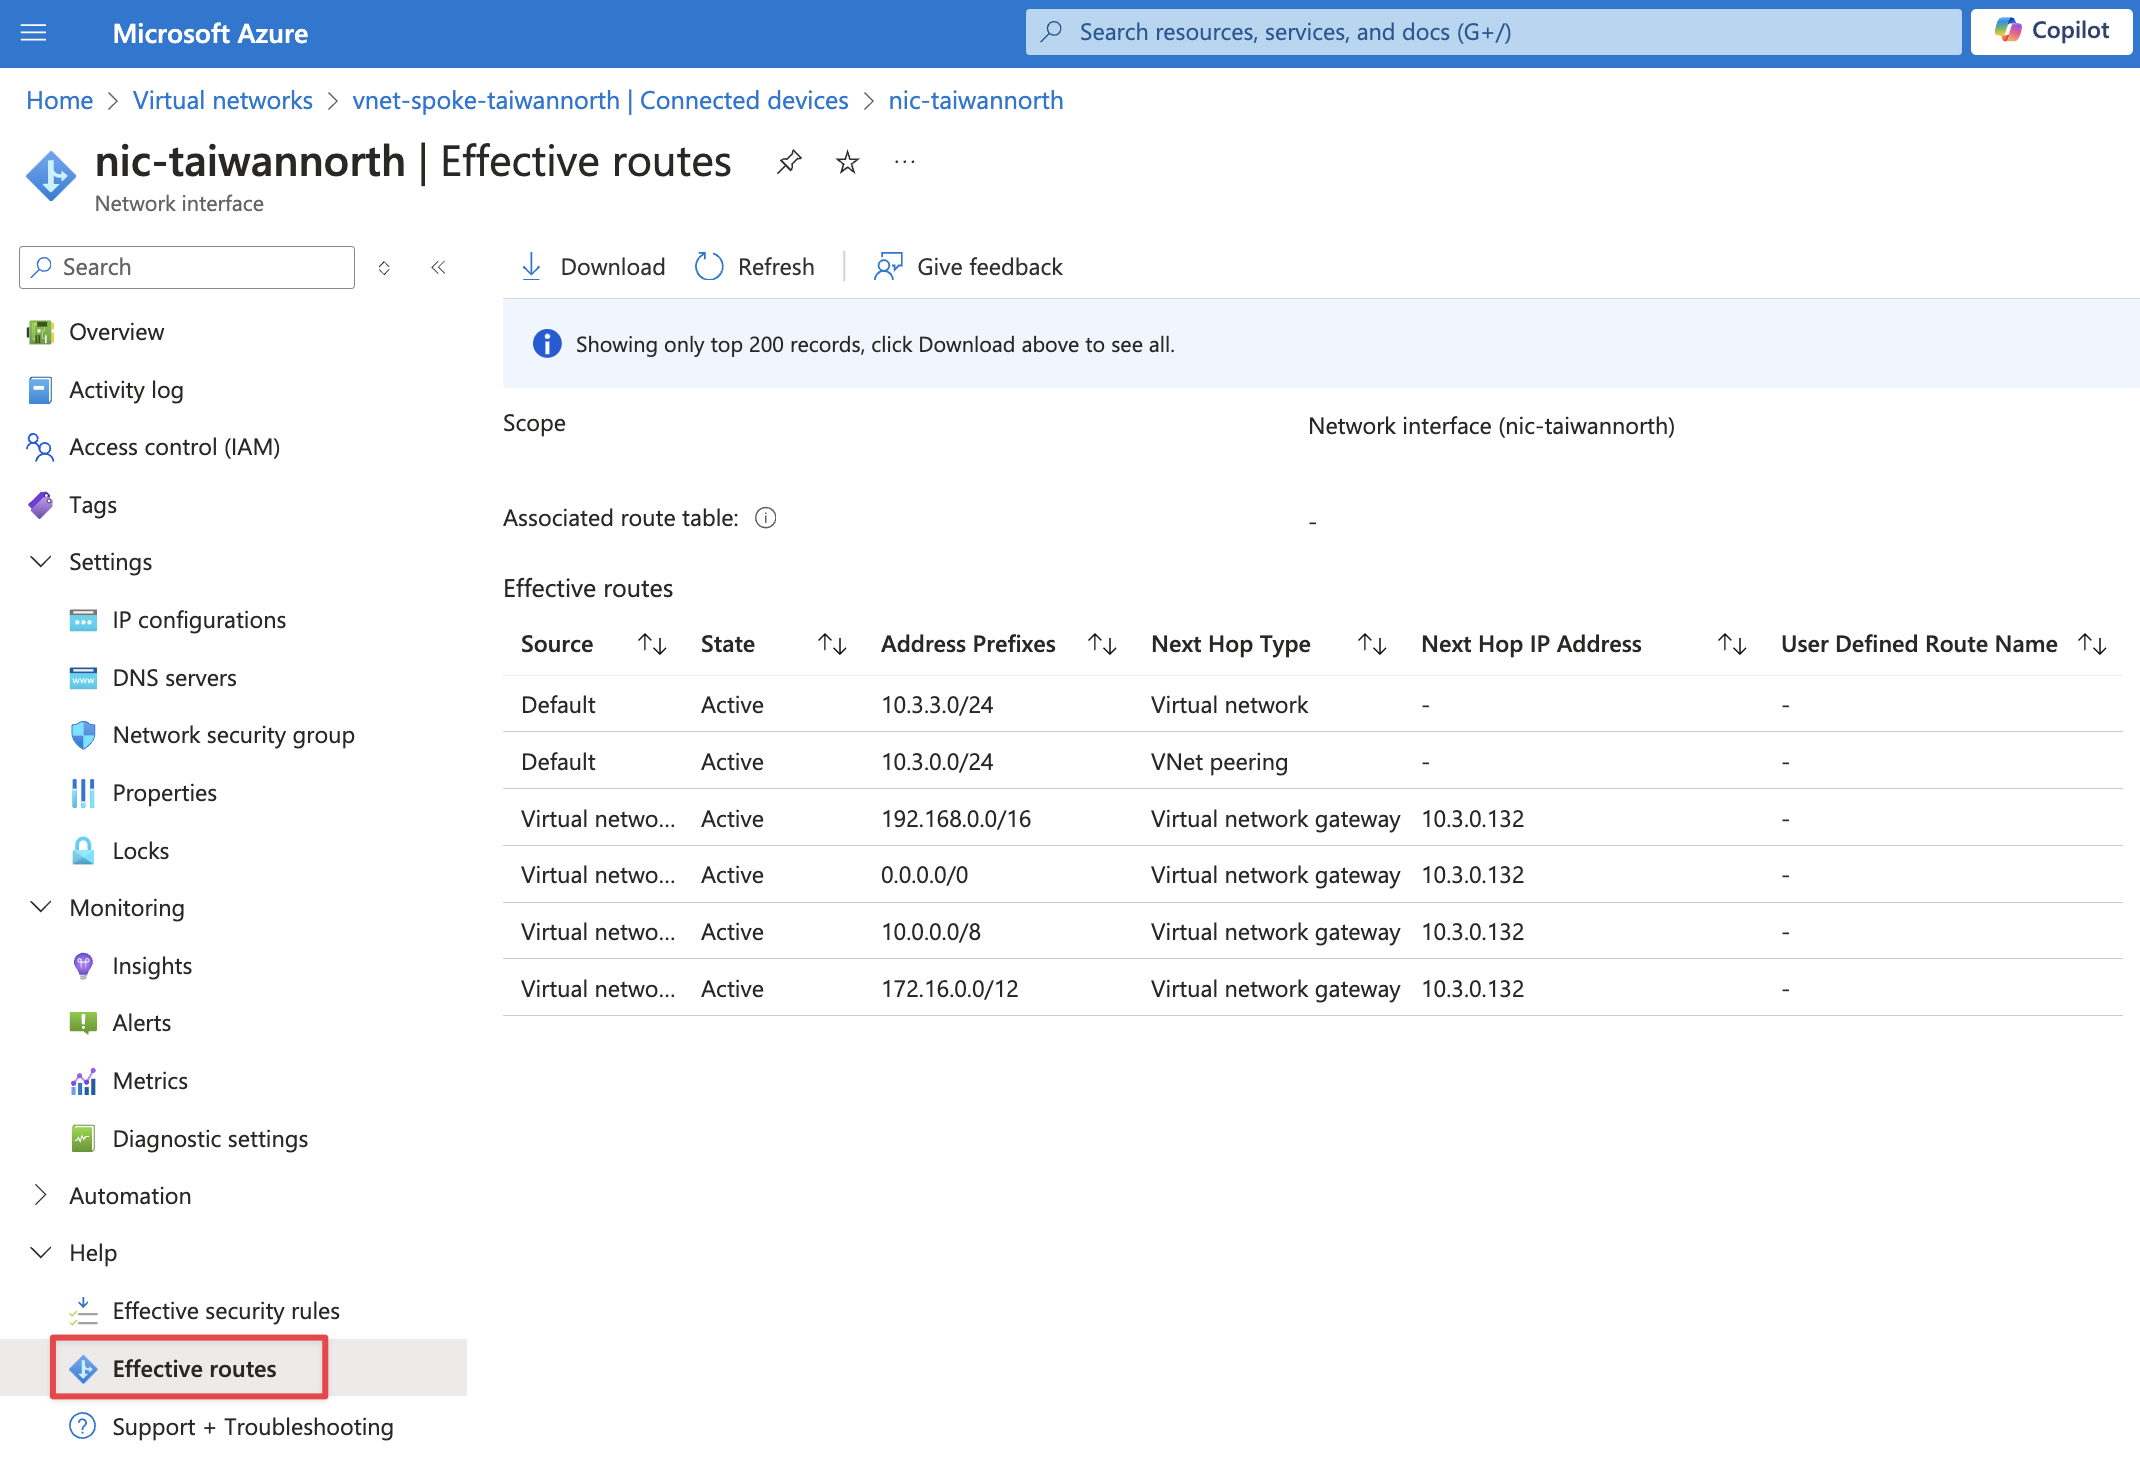 Microsoft Azure
Search resources, services, and docs (G+/)
Copilot
Home > Virtual networks > vnet-spoke-taiwannorth | Connected devices > nic-taiwannorth
nic-taiwannorth | Effective routes
Network interface
Search
Download
Refresh
Give feedback
Showing only top 200 records, click Download above to see all.
Overview
Activity log
Access control (IAM)
Tags
Settings
IP configurations
DNS servers
Network security group
Properties
Locks
Monitoring
Insights
Alerts
Metrics
Diagnostic settings
Automation
Help
Effective security rules
Effective routes
Support + Troubleshooting
Scope Network interface (nic-taiwannorth)
Associated route table: -
Effective routes
Source State Address Prefixes Next Hop Type Next Hop IP Address User Defined Route Name
Default Active 10.3.3.0/24 Virtual network - -
Default Active 10.3.0.0/24 VNet peering - -
Virtual netwo... Active 192.168.0.0/16 Virtual network gateway 10.3.0.132 -
Virtual netwo... Active 0.0.0.0/0 Virtual network gateway 10.3.0.132 -
Virtual netwo... Active 10.0.0.0/8 Virtual network gateway 10.3.0.132 -
Virtual netwo... Active 172.16.0.0/12 Virtual network gateway 10.3.0.132 -